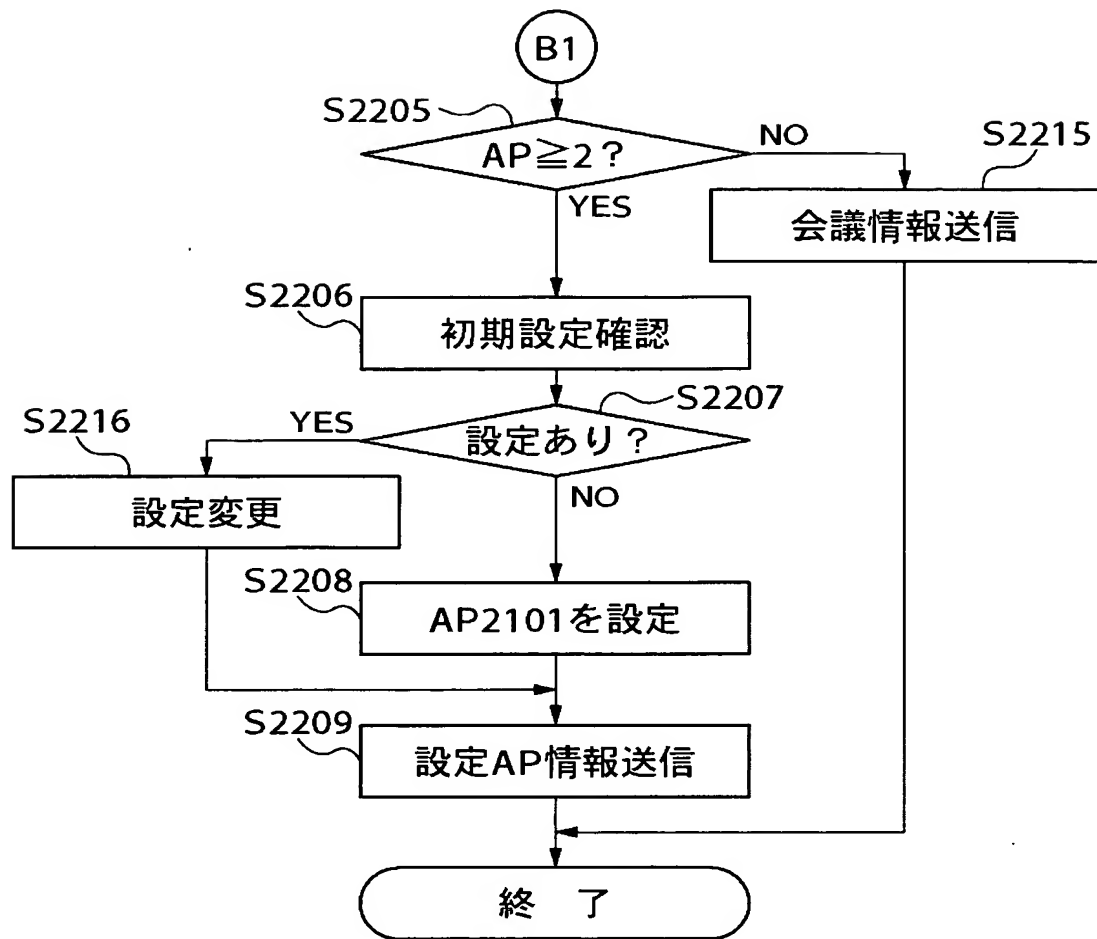 B1
S2205
AP≧2?
NO
S2215
YES
会議情報送信
S2206
初期設定確認
S2207
設定あり?
YES
S2216
NO
設定変更
S2208
AP2101を設定
S2209
設定AP情報送信
終 了